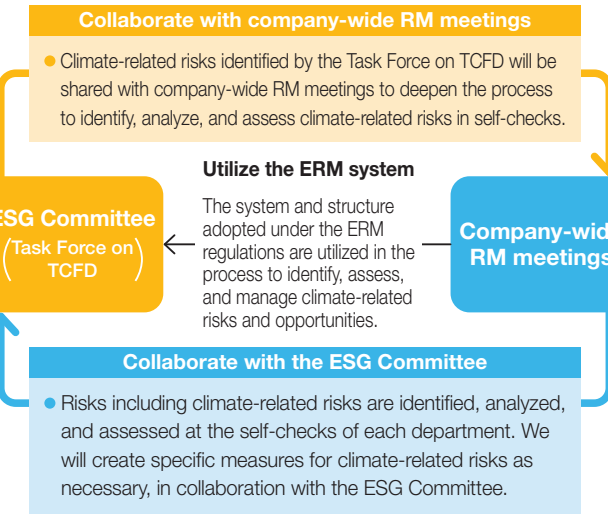 Collaborate with company-wide RM meetings
● Climate-related risks identified by the Task Force on TCFD will be
shared with company-wide RM meetings to deepen the process
to identify, analyze, and assess climate-related risks in self-checks.
ESG Committee
(Task Force on
TCFD)
Utilize the ERM system
The system and structure
adopted under the ERM
regulations are utilized in the
process to identify, assess,
and manage climate-related
risks and opportunities.
Company-wid
RM meetings
Collaborate with the ESG Committee
● Risks including climate-related risks are identified, analyzed,
and assessed at the self-checks of each department. We
will create specific measures for climate-related risks as
necessary, in collaboration with the ESG Committee.